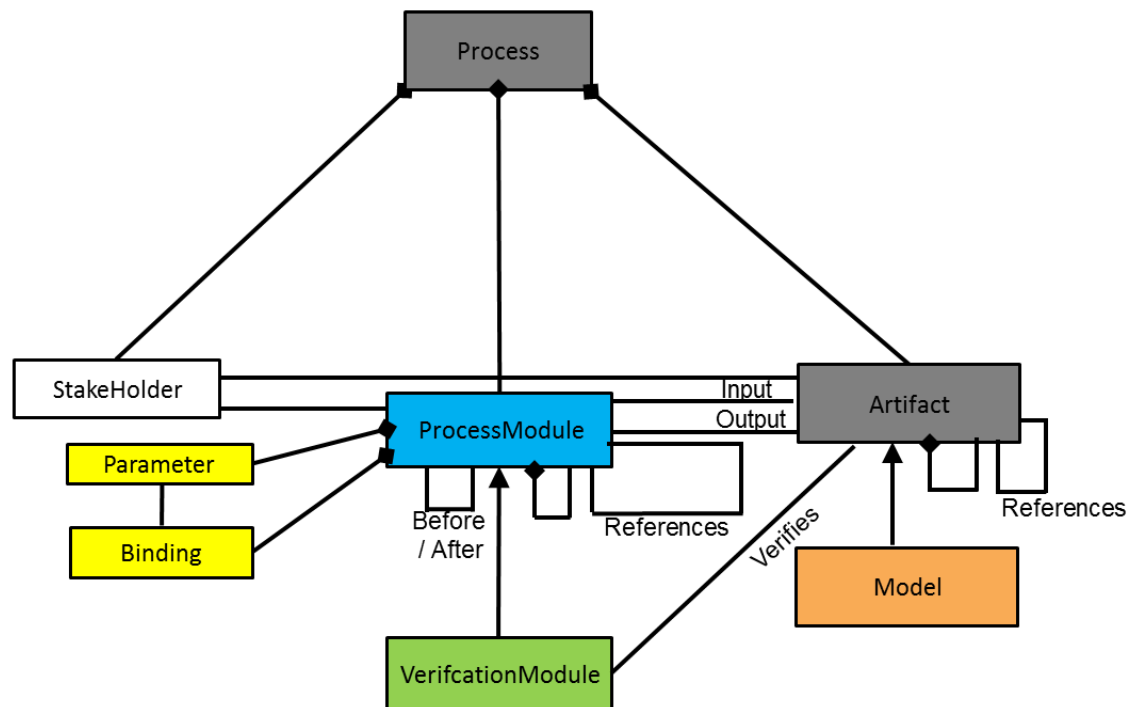 Process
StakeHolder
Input
Artifact
Output
ProcessModule
Parameter
References
Before
/ After
References
Binding
Verifies
Model
VerifcationModule